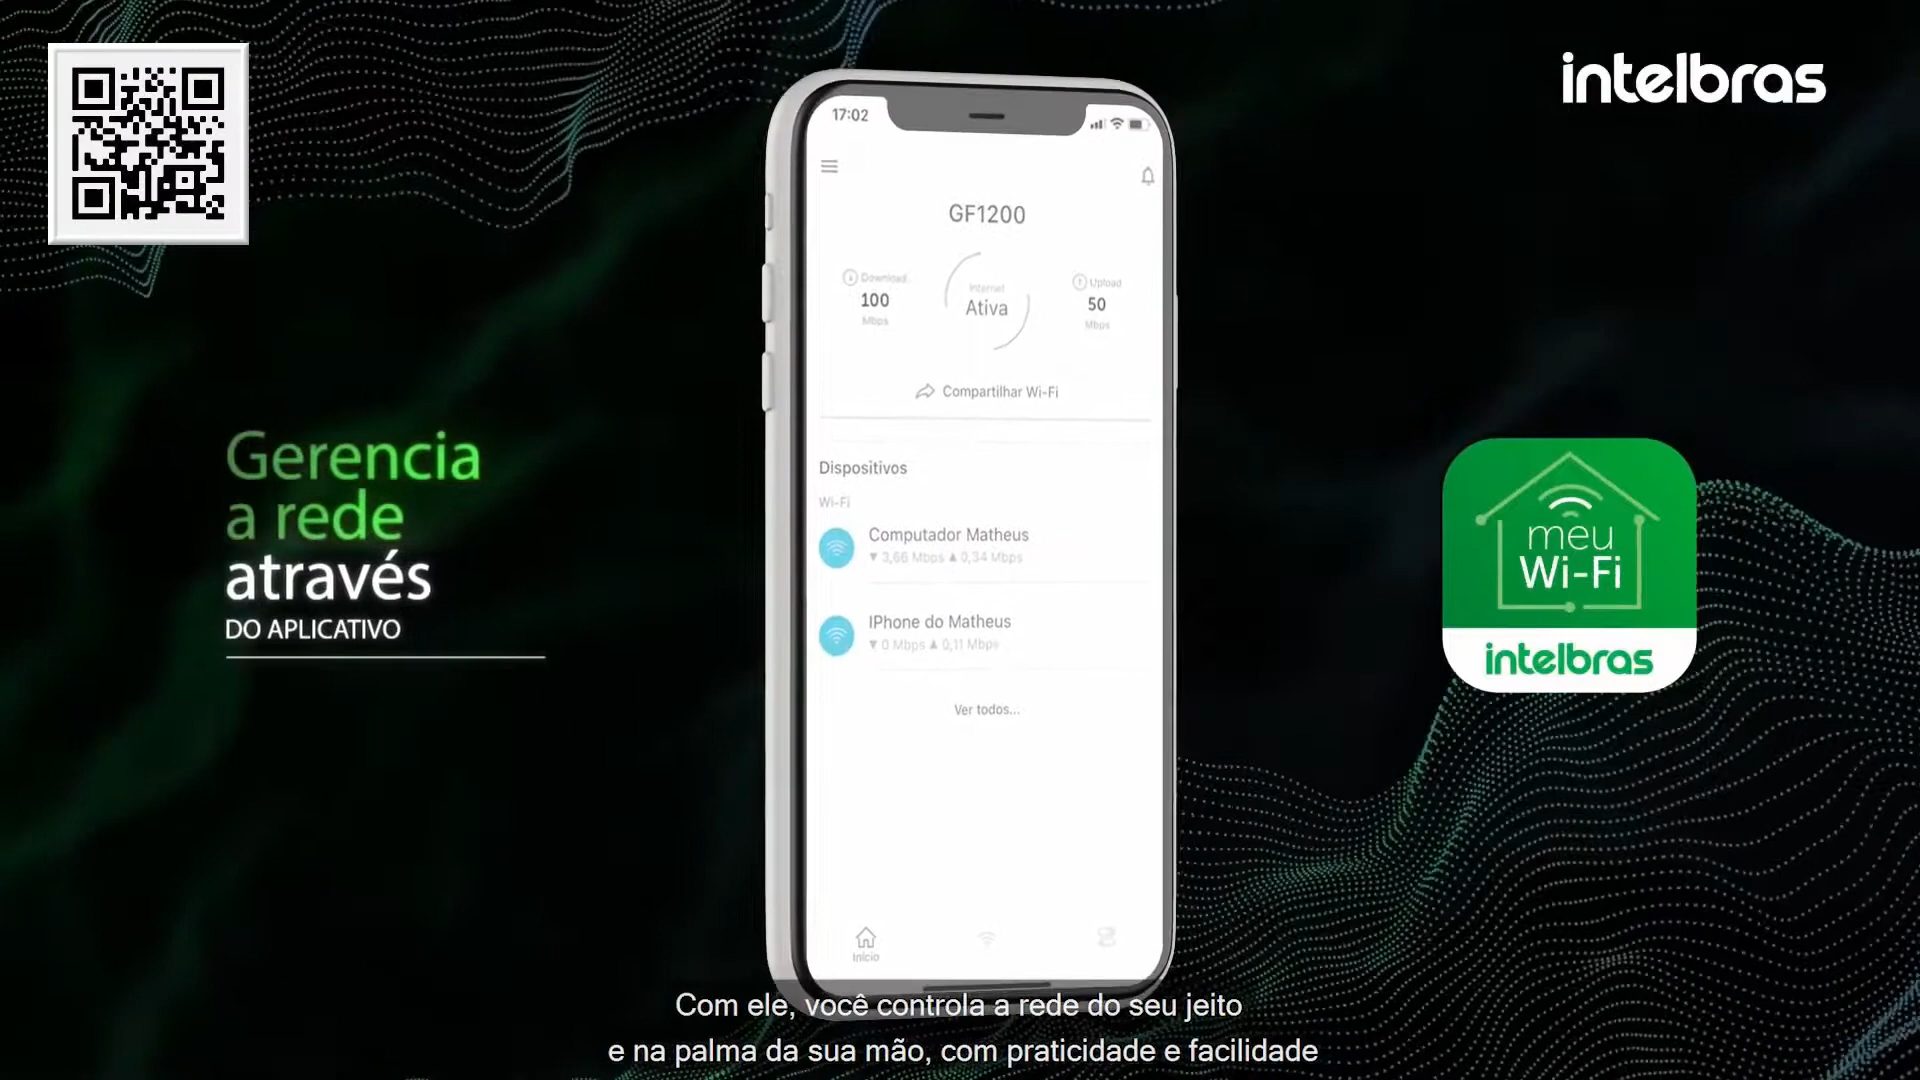 intelbras
17:02
GF1200
Download
100
Mbps
Internet
Ativa
Upload
50
Mbps
Compartilhar Wi-Fi
Dispositivos
Wi-Fi
Computador Matheus
▼ 3,66 Mbps ▲ 0,34 Mbps
IPhone do Matheus
▼ 0 Mbps ▲ 0,11 Mbps
Ver todos...
Início
Gerencia
a rede
através
DO APLICATIVO
meu
Wi-Fi
intelbras
Com ele, você controla a rede do seu jeito
e na palma da sua mão, com praticidade e facilidade